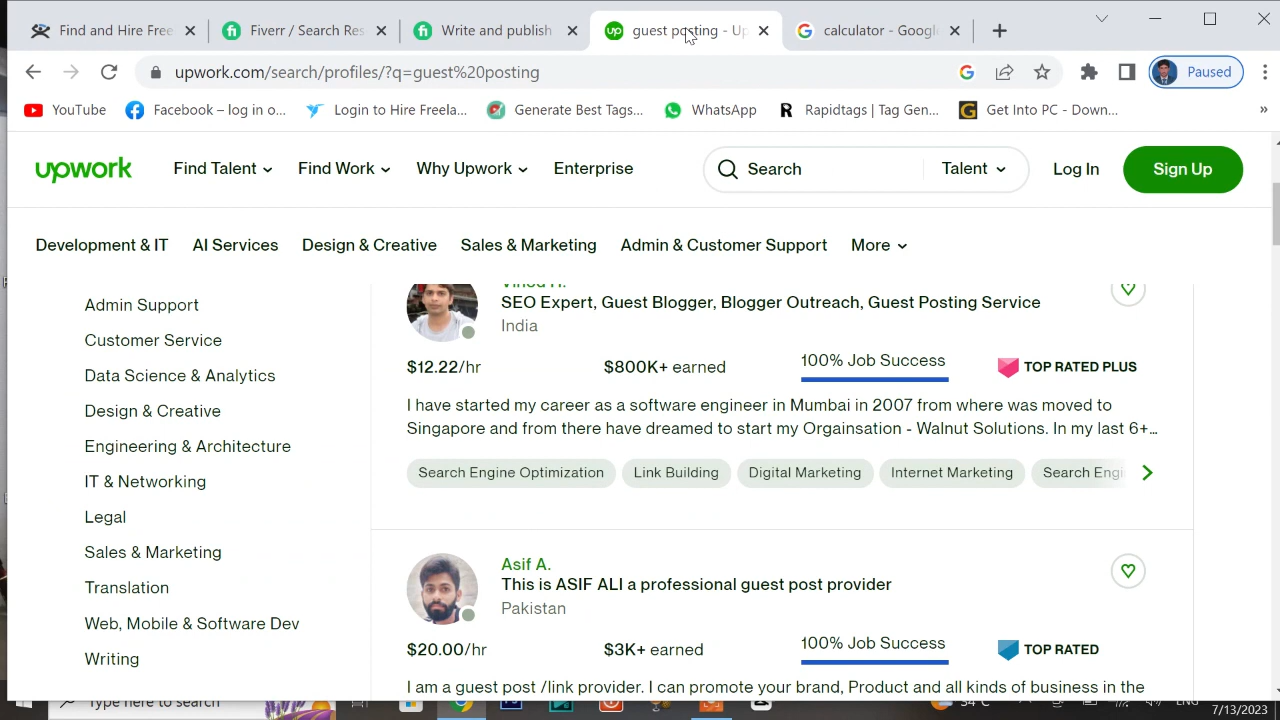 Find and Hire Free
Fiverr / Search Res
Write and publish
up guest posting - Up
calculator - Googl
upwork.com/search/profiles/?q=guest%20posting
Paused
YouTube
Facebook – log in o...
Login to Hire Freela...
Generate Best Tags...
WhatsApp
R Rapidtags | Tag Gen...
Get Into PC - Down...
»
upwork
Find Talent
Find Work
Why Upwork
Enterprise
Search
Talent
Log In
Sign Up
Development & IT
AI Services
Design & Creative
Sales & Marketing
Admin & Customer Support
More
Admin Support
Customer Service
Data Science & Analytics
Design & Creative
Engineering & Architecture
IT & Networking
Legal
Sales & Marketing
Translation
Web, Mobile & Software Dev
Writing
SEO Expert, Guest Blogger, Blogger Outreach, Guest Posting Service
India
$12.22/hr
$800K+ earned
100% Job Success
TOP RATED PLUS
I have started my career as a software engineer in Mumbai in 2007 from where was moved to
Singapore and from there have dreamed to start my Orgainsation - Walnut Solutions. In my last 6+...
Search Engine Optimization
Link Building
Digital Marketing
Internet Marketing
Search Engi
Asif A.
This is ASIF ALI a professional guest post provider
Pakistan
$20.00/hr
$3K+ earned
100% Job Success
TOP RATED
I am a guest post /link provider. I can promote your brand, Product and all kinds of business in the
Type here to search
7/13/2023